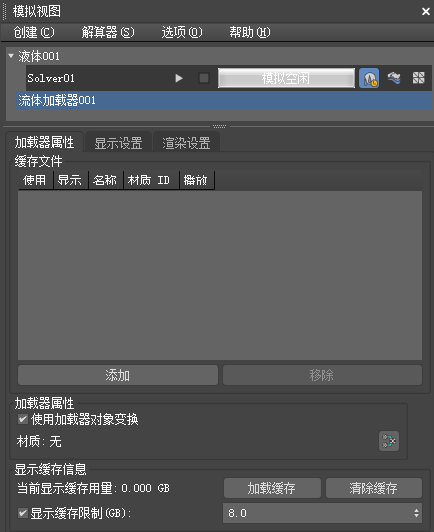 模拟视图
创建(C) 解算器(S) 选项(O) 帮助(H)
液体001
Solver01 模拟空闲
流体加载器001
加载器属性 显示设置 渲染设置
缓存文件
使用 显示 名称 材质 ID 播放
添加 移除
加载器属性
使用加载器对象变换
材质: 无
显示缓存信息
当前显示缓存用量: 0.000 GB 加载缓存 清除缓存
显示缓存限制(GB): 8.0